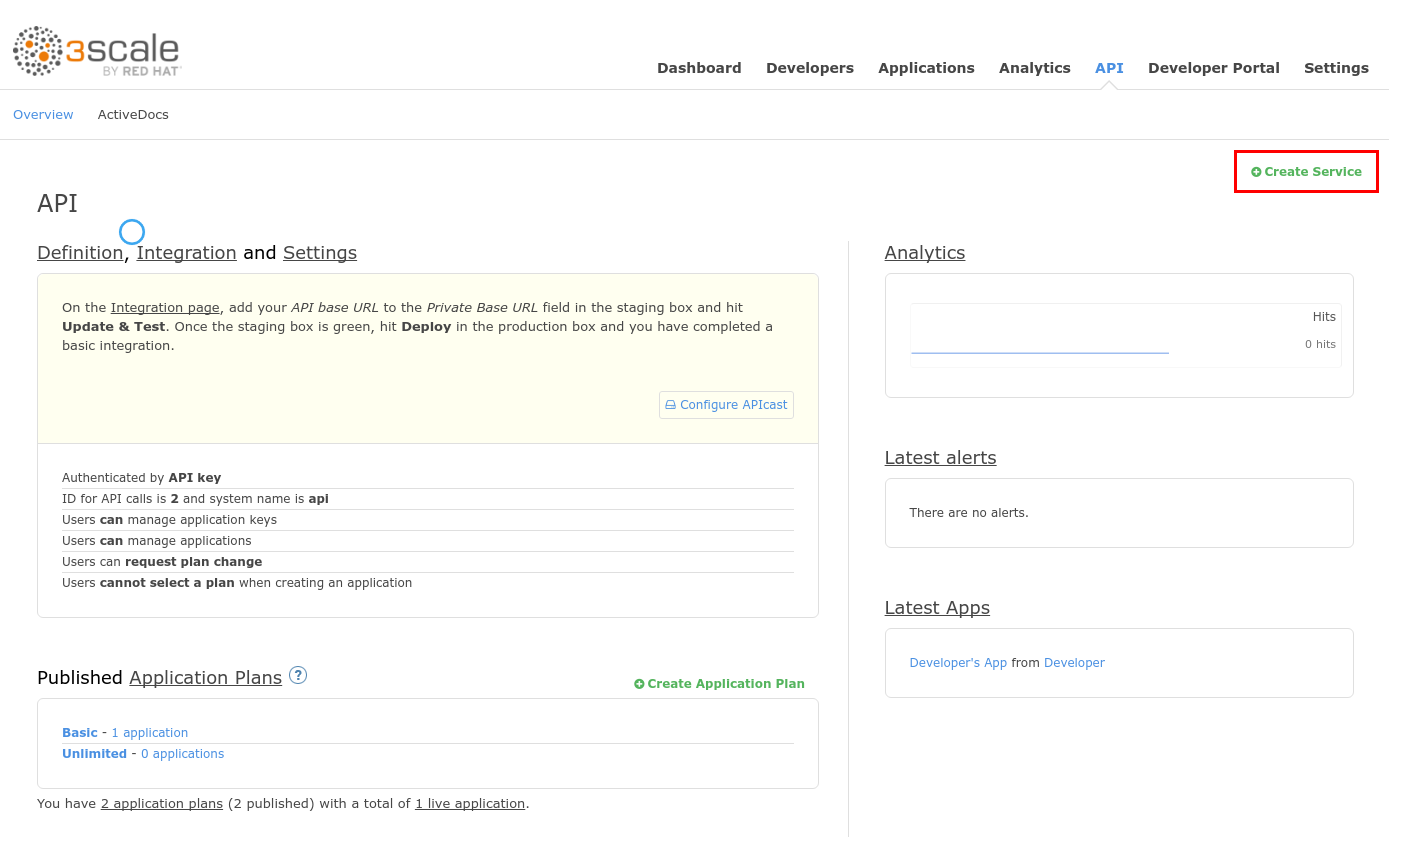 3scale
BY RED HAT
Dashboard Developers Applications Analytics API Developer Portal Settings
Overview ActiveDocs
Create Service
API
Definition, Integration and Settings
On the Integration page, add your API base URL to the Private Base URL field in the staging box and hit
Update & Test. Once the staging box is green, hit Deploy in the production box and you have completed a
basic integration.
Configure APIcast
Authenticated by API key
ID for API calls is 2 and system name is api
Users can manage application keys
Users can manage applications
Users can request plan change
Users cannot select a plan when creating an application
Published Application Plans ?
Create Application Plan
Basic - 1 application
Unlimited - 0 applications
You have 2 application plans (2 published) with a total of 1 live application.
Analytics
Hits
0 hits
Latest alerts
There are no alerts.
Latest Apps
Developer's App from Developer